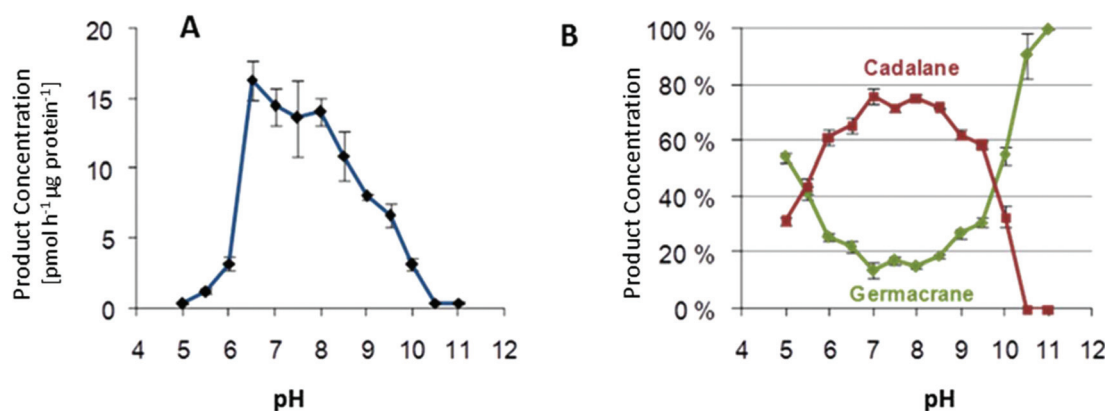 A
Product Concentration
[pmol h⁻¹ µg protein⁻¹]
20
15
10
5
0
4 5 6 7 8 9 10 11 12
pH
B
Product Concentration
100 %
80 %
60 %
40 %
20 %
0 %
Cadalane
Germacrane
4 5 6 7 8 9 10 11 12
pH